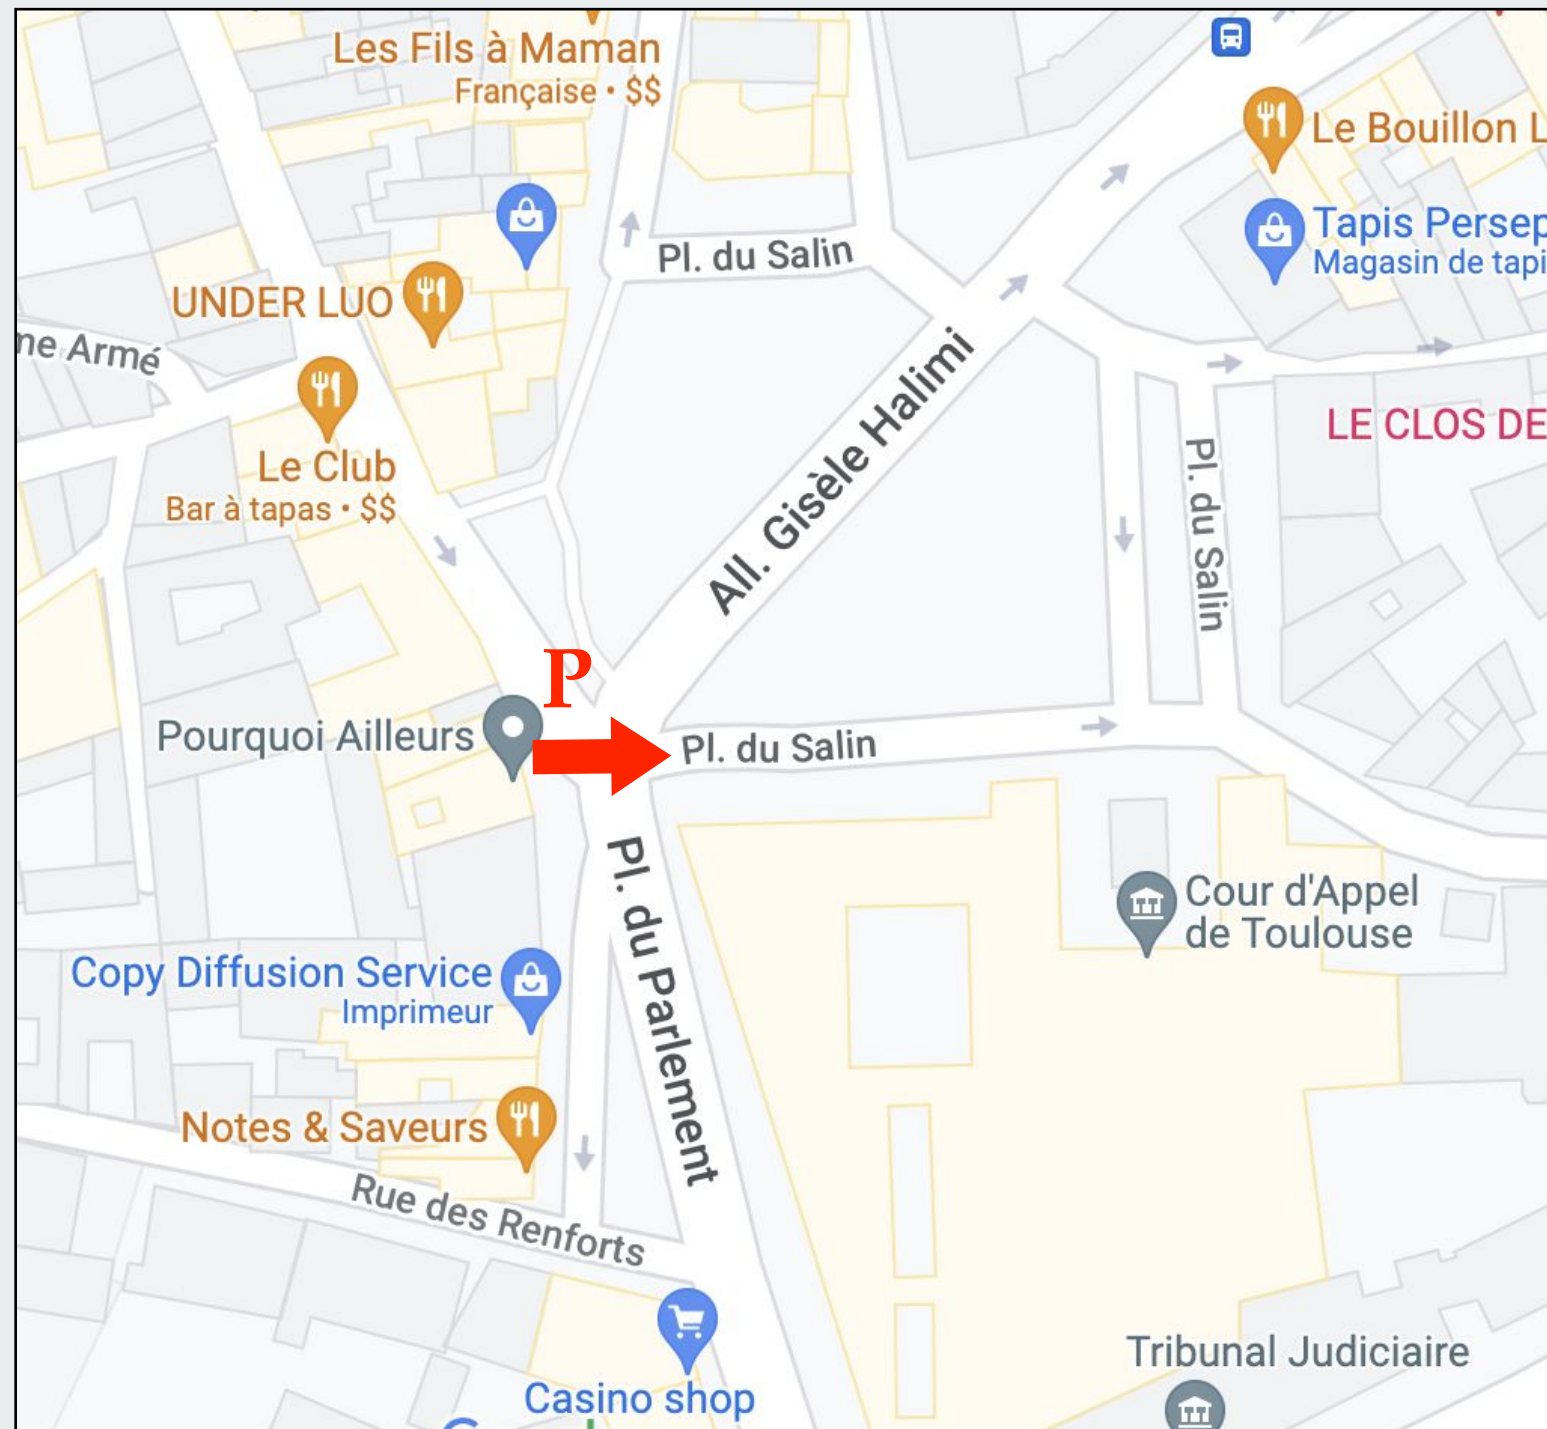 Les Fils à Maman
Française • $$
Le Bouillon L
Tapis Persep
Magasin de tapi
Pl. du Salin
UNDER LUO
me Armé
All. Gisèle Halimi
LE CLOS DE
Pl. du Salin
Le Club
Bar à tapas • $$
P
Pourquoi Ailleurs
Pl. du Salin
Pl. du Parlement
Cour d'Appel
de Toulouse
Copy Diffusion Service
Imprimeur
Notes & Saveurs
Rue des Renforts
Tribunal Judiciaire
Casino shop